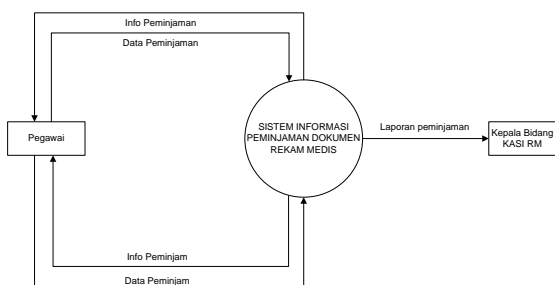 Info Peminjaman
Data Peminjaman
Pegawai
SISTEM INFORMASI
PEMINJAMAN DOKUMEN
REKAM MEDIS
Laporan peminjaman
Kepala Bidang
KASI RM
Info Peminjam
Data Peminjam